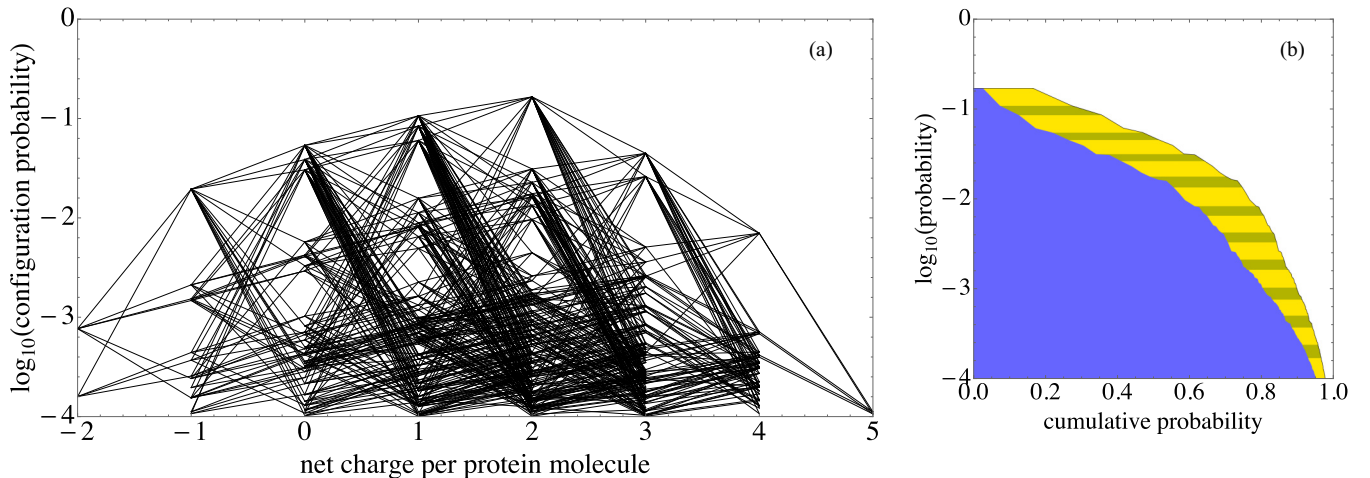 (a)
log₁₀(configuration probability)
0
−1
−2
−3
−4
−2 −1 0 1 2 3 4 5
net charge per protein molecule
(b)
log₁₀(probability)
0
−1
−2
−3
−4
0.0 0.2 0.4 0.6 0.8 1.0
cumulative probability